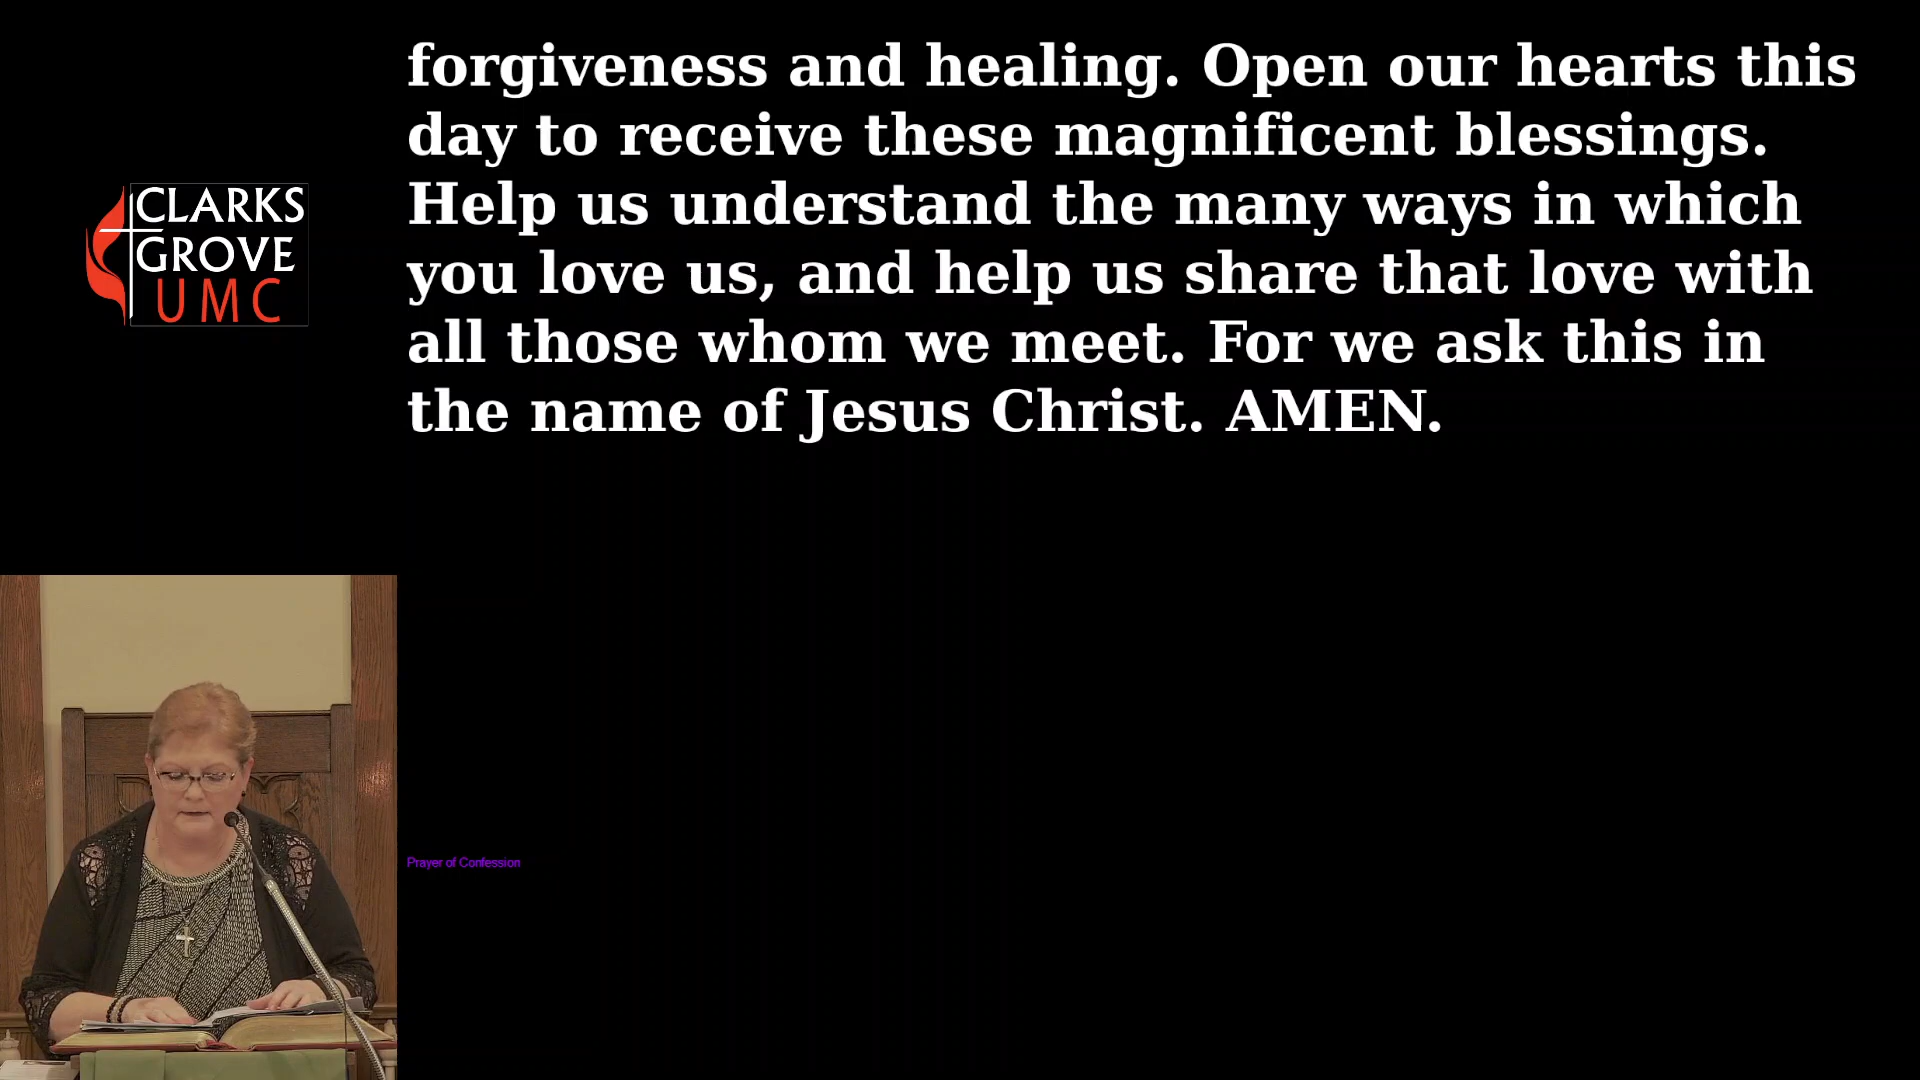 CLARKS
GROVE
UMC
forgiveness and healing. Open our hearts this
day to receive these magnificent blessings.
Help us understand the many ways in which
you love us, and help us share that love with
all those whom we meet. For we ask this in
the name of Jesus Christ. AMEN.
Prayer of Confession